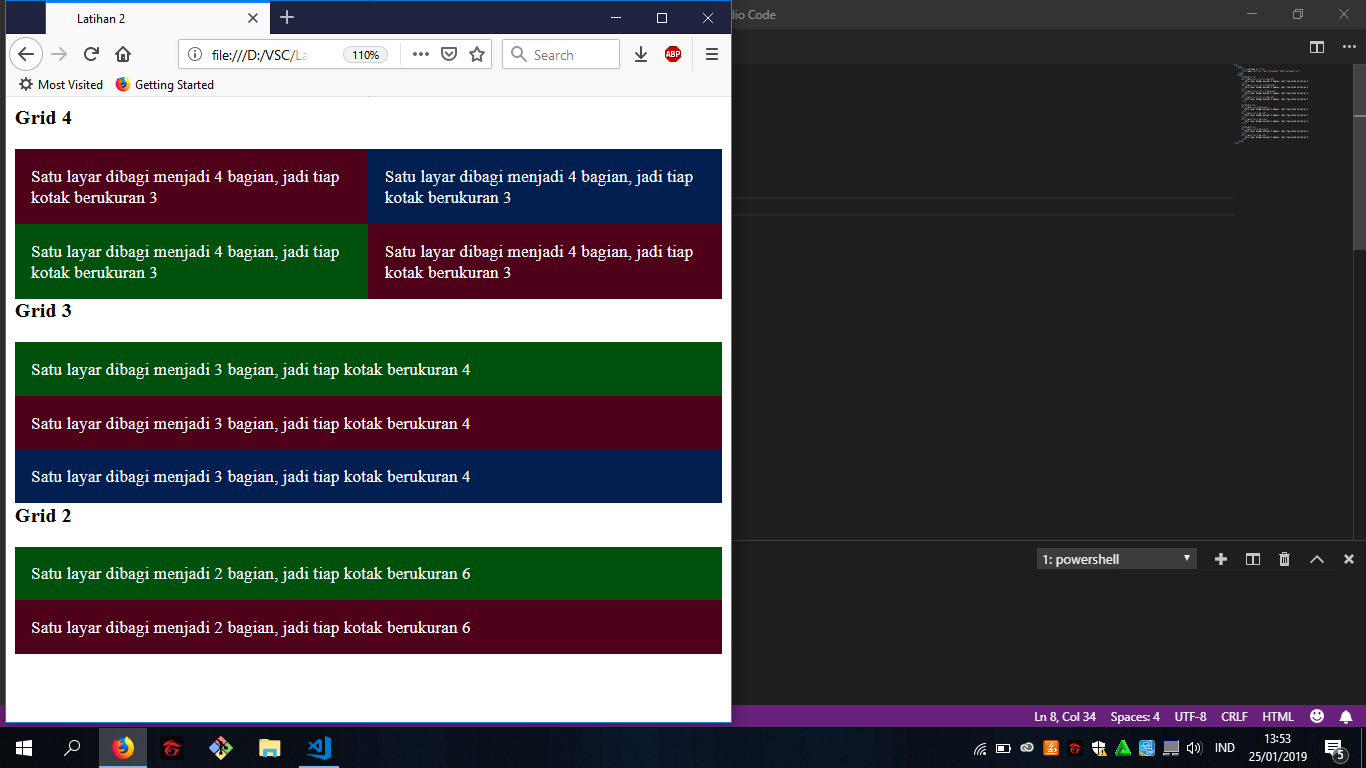 Latihan 2
dio Code
file:///D:/VSC/La
110%
Search
ABP
Most Visited
Getting Started
Grid 4
Satu layar dibagi menjadi 4 bagian, jadi tiap
kotak berukuran 3
Satu layar dibagi menjadi 4 bagian, jadi tiap
kotak berukuran 3
Satu layar dibagi menjadi 4 bagian, jadi tiap
kotak berukuran 3
Satu layar dibagi menjadi 4 bagian, jadi tiap
kotak berukuran 3
Grid 3
Satu layar dibagi menjadi 3 bagian, jadi tiap kotak berukuran 4
Satu layar dibagi menjadi 3 bagian, jadi tiap kotak berukuran 4
Satu layar dibagi menjadi 3 bagian, jadi tiap kotak berukuran 4
Grid 2
Satu layar dibagi menjadi 2 bagian, jadi tiap kotak berukuran 6
Satu layar dibagi menjadi 2 bagian, jadi tiap kotak berukuran 6
1: powershell
Ln 8, Col 34
Spaces: 4
UTF-8
CRLF
HTML
IND
13:53
25/01/2019
5